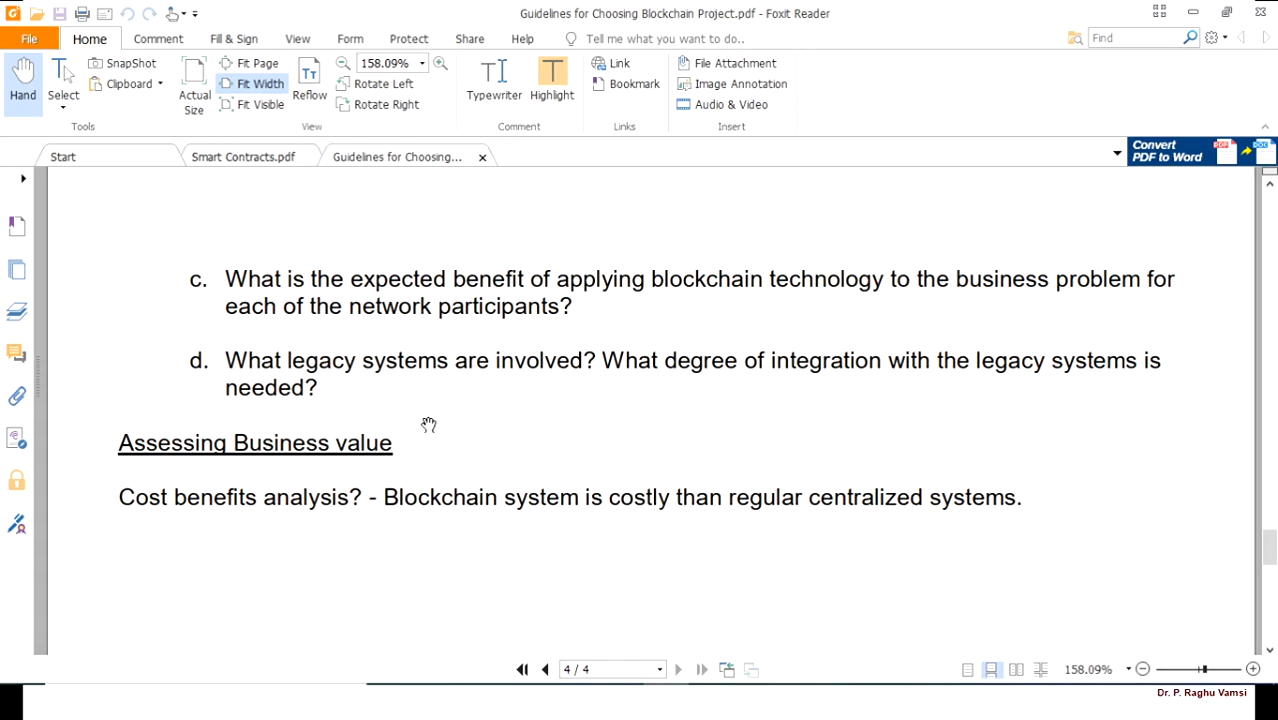 Guidelines for Choosing Blockchain Project.pdf - Foxit Reader
File Home Comment Fill & Sign View Form Protect Share Help Tell me what you want to do.. Find
Hand
Select
SnapShot
Clipboard
Tools
Actual Size
Fit Page
Fit Width
Fit Visible
Reflow
158.09%
Rotate Left
Rotate Right
View
Typewriter
Highlight
Comment
Link
Bookmark
Links
File Attachment
Image Annotation
Audio & Video
Insert
Start Smart Contracts.pdf Guidelines for Choosing...
Convert
PDF to Word
c. What is the expected benefit of applying blockchain technology to the business problem for
each of the network participants?
d. What legacy systems are involved? What degree of integration with the legacy systems is
needed?
Assessing Business value
Cost benefits analysis? - Blockchain system is costly than regular centralized systems.
4 / 4
158.09%
Dr. P. Raghu Vamsi